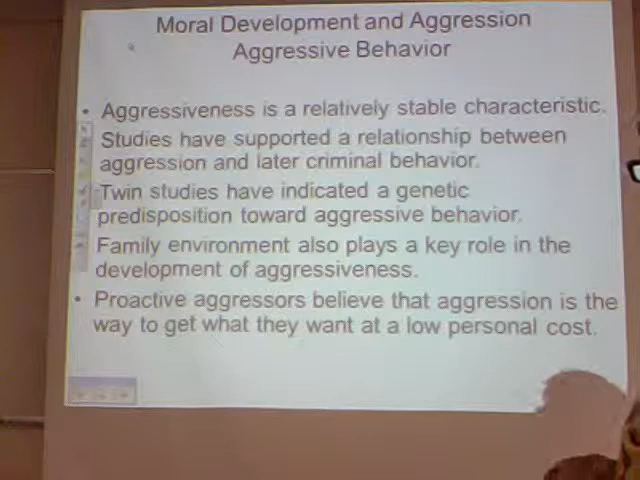 Moral Development and Aggression
Aggressive Behavior
• Aggressiveness is a relatively stable characteristic.
Studies have supported a relationship between
aggression and later criminal behavior.
Twin studies have indicated a genetic
predisposition toward aggressive behavior.
Family environment also plays a key role in the
development of aggressiveness.
• Proactive aggressors believe that aggression is the
way to get what they want at a low personal cost.